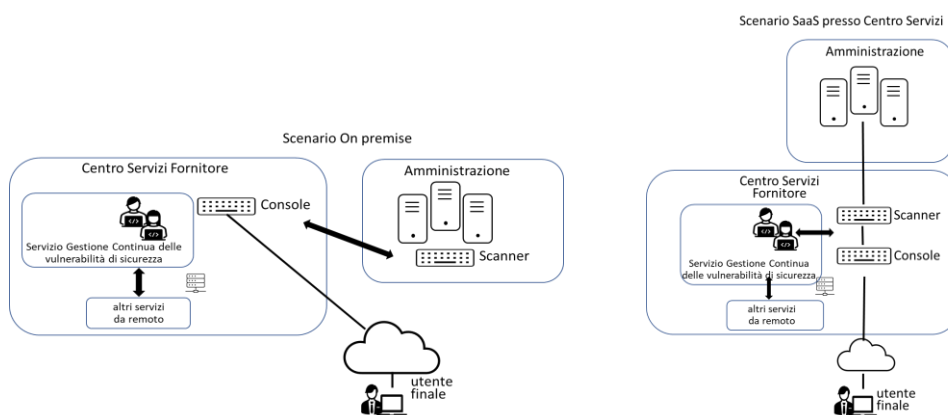 Scenario On premise
Centro Servizi Fornitore
Console
Servizio Gestione Continua delle
vulnerabilità di sicurezza
altri servizi
da remoto
Amministrazione
Scanner
utente
finale
Scenario SaaS presso Centro Servizi
Amministrazione
Centro Servizi
Fornitore
Scanner
Console
Servizio Gestione Continua
delle vulnerabilità di sicurezza
altri servizi
da remoto
utente
finale